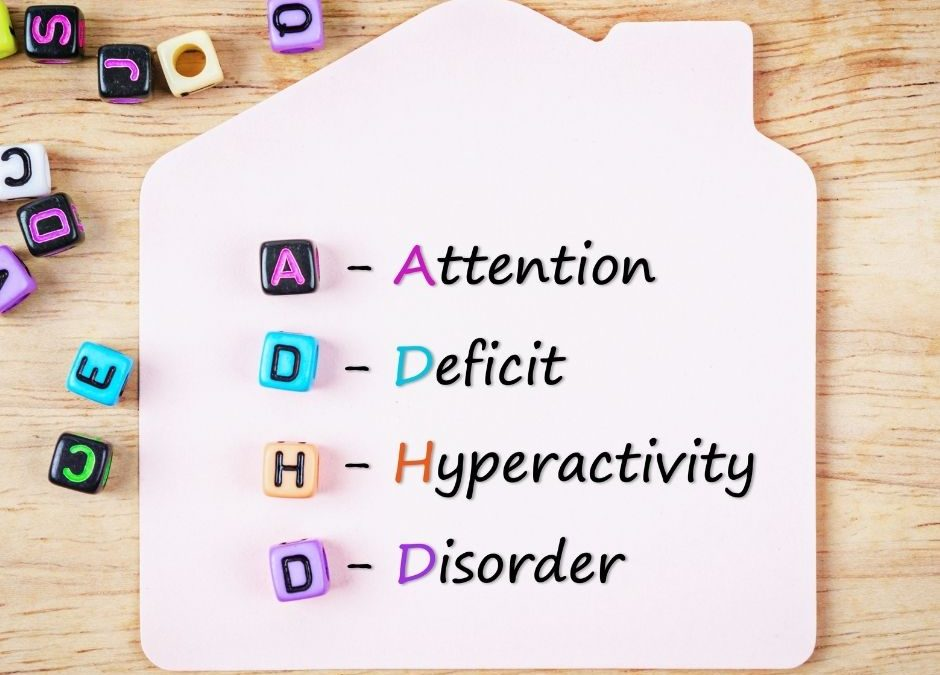 S
J
C
D
E
C
A - Attention
D - Deficit
H - Hyperactivity
D - Disorder